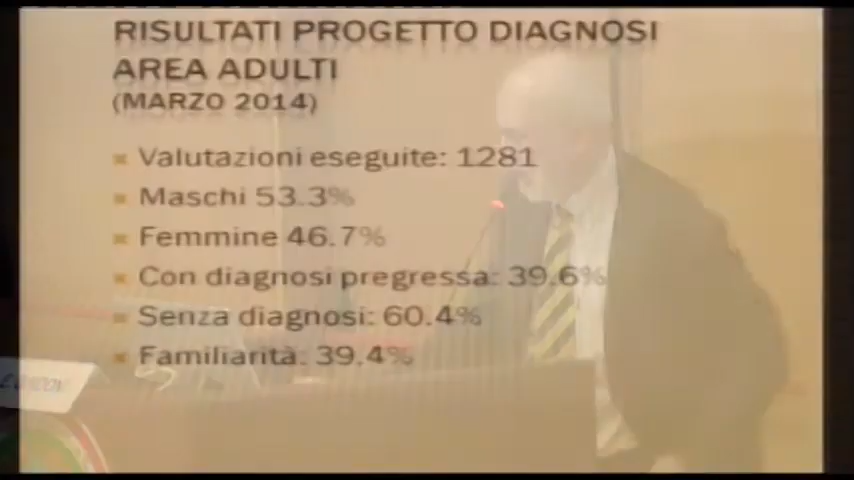 RISULTATI PROGETTO DIAGNOSI
AREA ADULTI
(MARZO 2014)
Valutazioni eseguite: 1281
Maschi 53.3%
Femmine 46.7%
Con diagnosi pregressa: 39.6%
Senza diagnosi: 60.4%
Familiarità: 39.4%